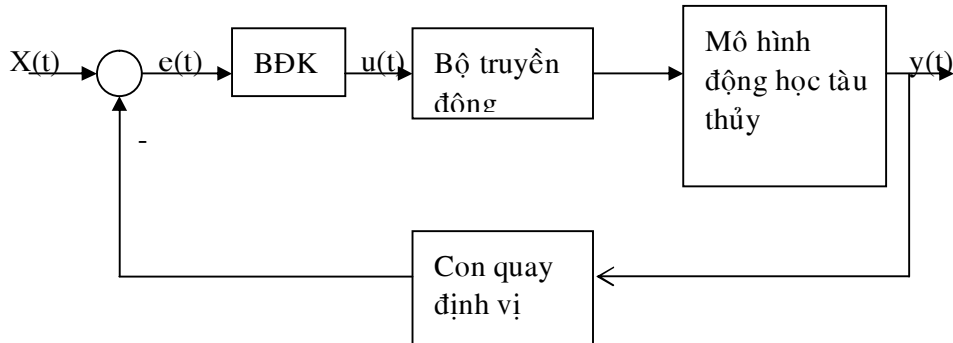 X(t)
e(t)
BĐK
u(t)
Bộ truyền
động
Mô hình
động học tàu
thủy
y(t)
-
Con quay
định vị